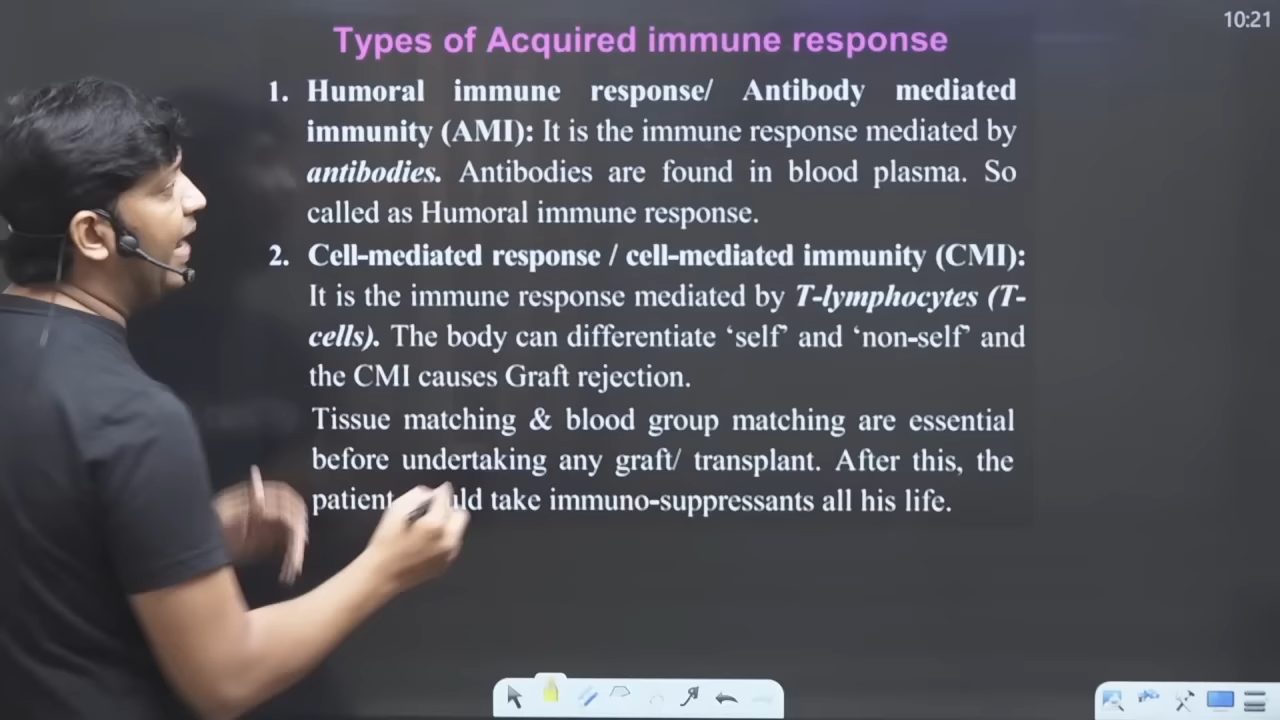 10:21
Types of Acquired immune response
1. Humoral immune response/ Antibody mediated
immunity (AMI): It is the immune response mediated by
antibodies. Antibodies are found in blood plasma. So
called as Humoral immune response.
2. Cell-mediated response / cell-mediated immunity (CMI):
It is the immune response mediated by T-lymphocytes (T-
cells). The body can differentiate ‘self’ and ‘non-self’ and
the CMI causes Graft rejection.
Tissue matching & blood group matching are essential
before undertaking any graft/ transplant. After this, the
patient take immuno-suppressants all his life.